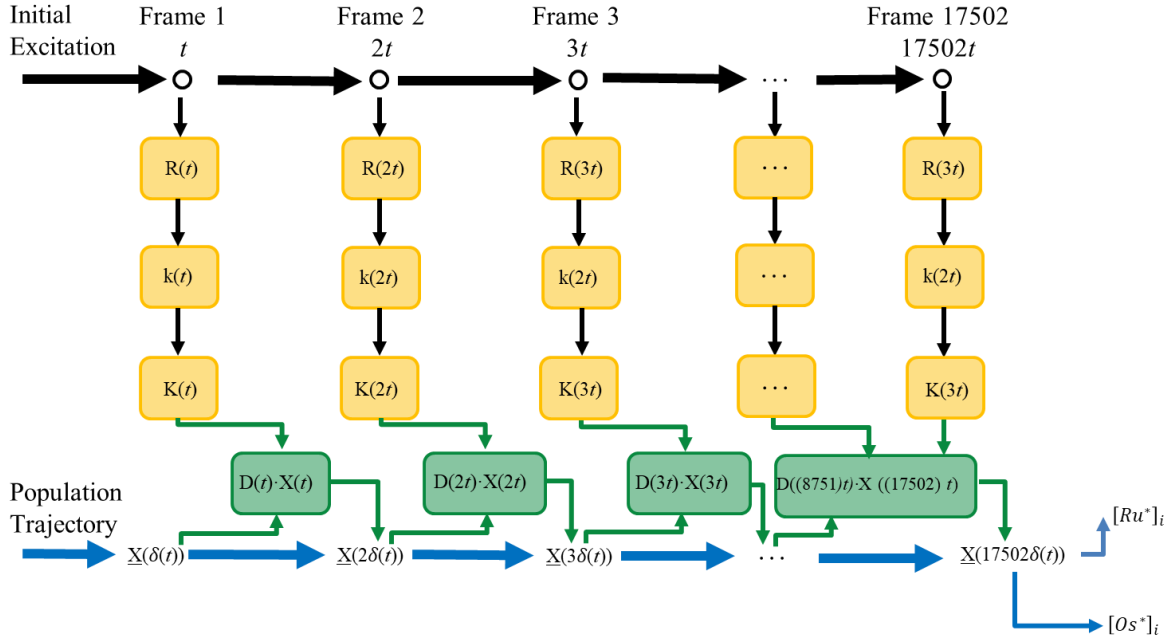 Initial
Excitation
Frame 1
t
Frame 2
2t
Frame 3
3t
Frame 17502
17502t
...
R(t)
R(2t)
R(3t)
...
R(3t)
k(t)
k(2t)
k(2t)
...
k(2t)
K(t)
K(2t)
K(3t)
...
K(3t)
D(t)·X(t)
D(2t)·X(2t)
D(3t)·X(3t)
D((8751)t)·X ((17502) t)
Population
Trajectory
X(δ(t))
X(2δ(t))
X(3δ(t))
...
X(17502δ(t))
[Ru*]i
[Os*]i